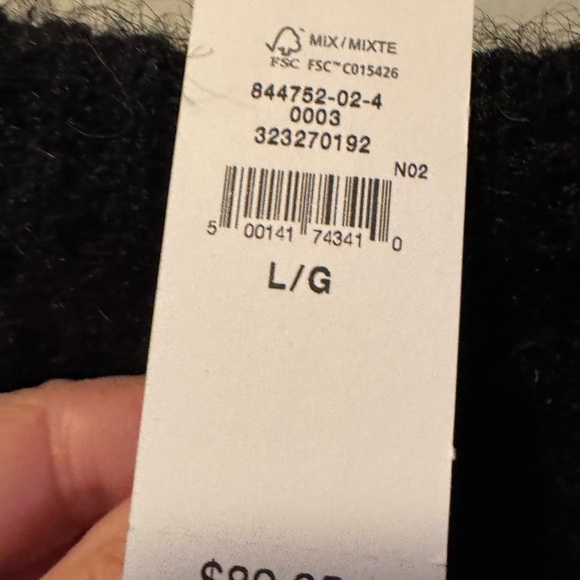 MIX/MIXTE
FSC FSC™ C015426
844752-02-4
0003
323270192
N02
5 00141 74341 0
L/G